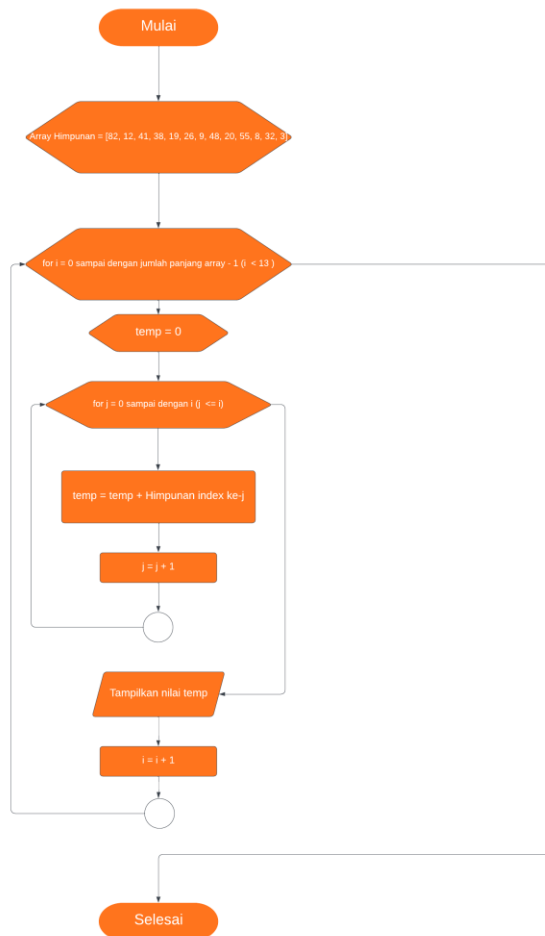 Mulai
Array Himpunan = [82, 12, 41, 38, 19, 26, 9, 48, 20, 55, 8, 32, 3]
for i = 0 sampai dengan jumlah panjang array - 1 (i < 13 )
temp = 0
for j = 0 sampai dengan i (j <= i)
temp = temp + Himpunan index ke-j
j = j + 1
Tampilkan nilai temp
i = i + 1
Selesai